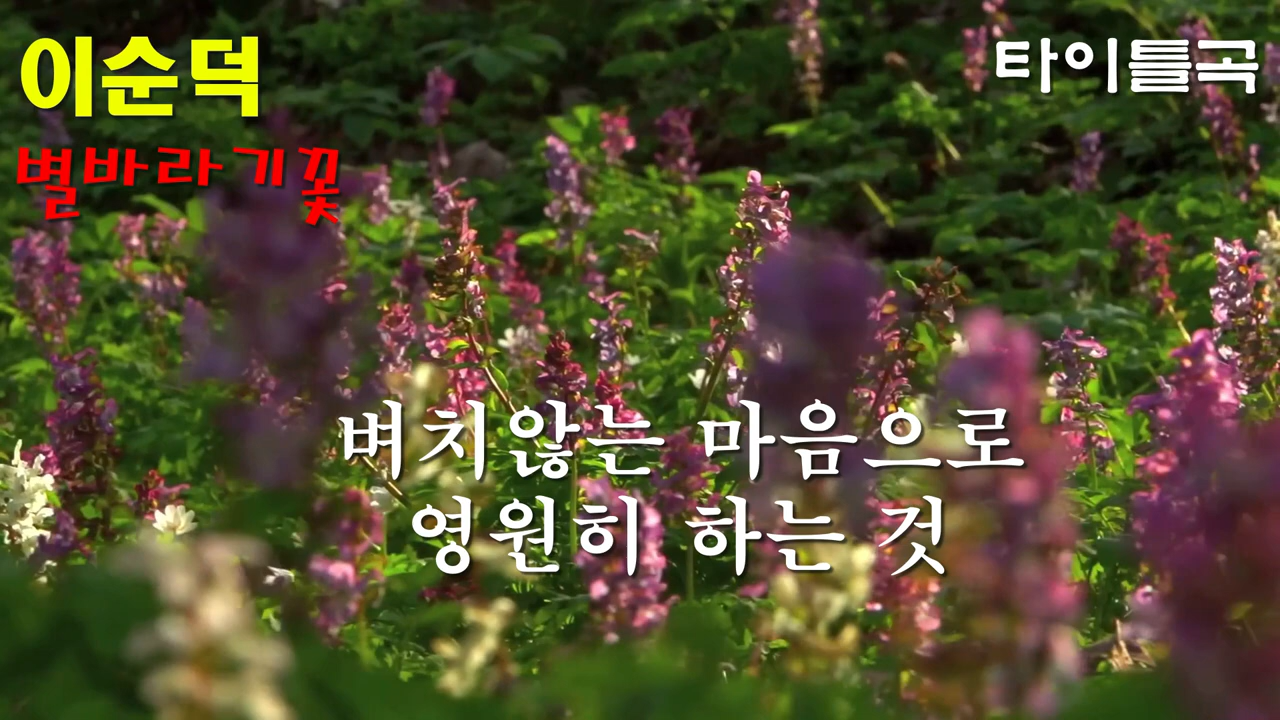 이순덕
타이틀곡
별바라기꽃
벼치않는 마음으로
영원히 하는 것